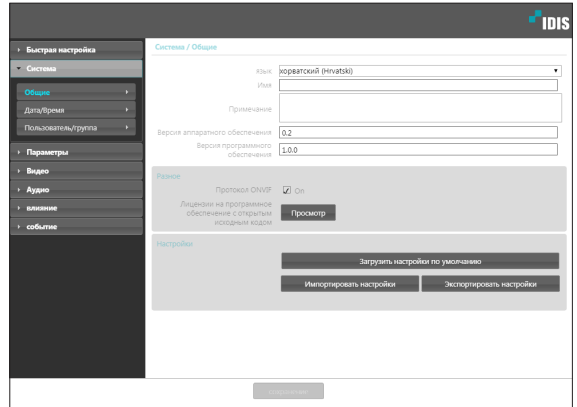 IDIS
Быстрая настройка
Система
Общие
Дата/Время
Пользователь/группа
Параметры
Видео
Аудио
влизние
событие
Система / Общие
Язык хорватский (Hrvatski)
Имя
Примечание
Версия аппаратного обеспечения 0.2
Версия программного
обеспечения 1.0.0
Разное
Протокол ONVIF On
Лицензии на программное
обеспечение с открытым
исходным кодом
Просмотр
Настройки
Загрузить настройки по умолчанию
Импортировать настройки Экспортировать настройки